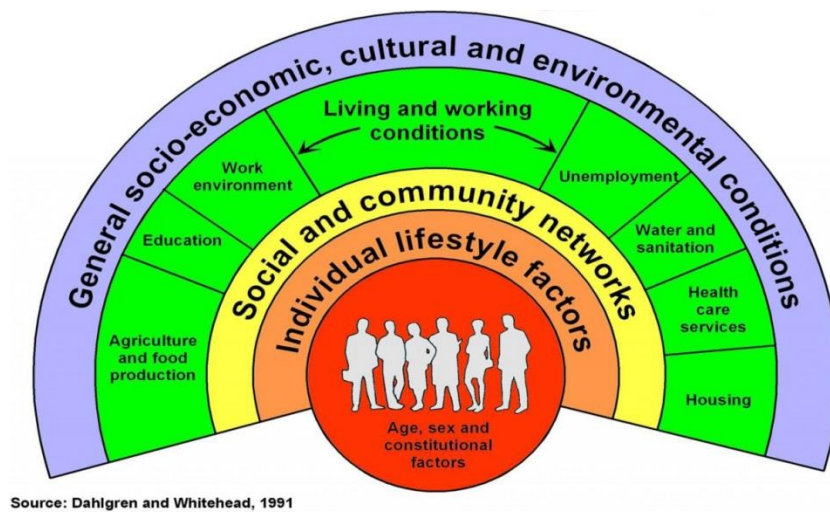 General socio-economic, cultural and environmental conditions
Living and working
conditions
Work
environment
Unemployment
Education
Water and
sanitation
Social and community networks
Individual lifestyle factors
Health
care
services
Agriculture
and food
production
Housing
Age, sex and
constitutional
factors
Source: Dahlgren and Whitehead, 1991